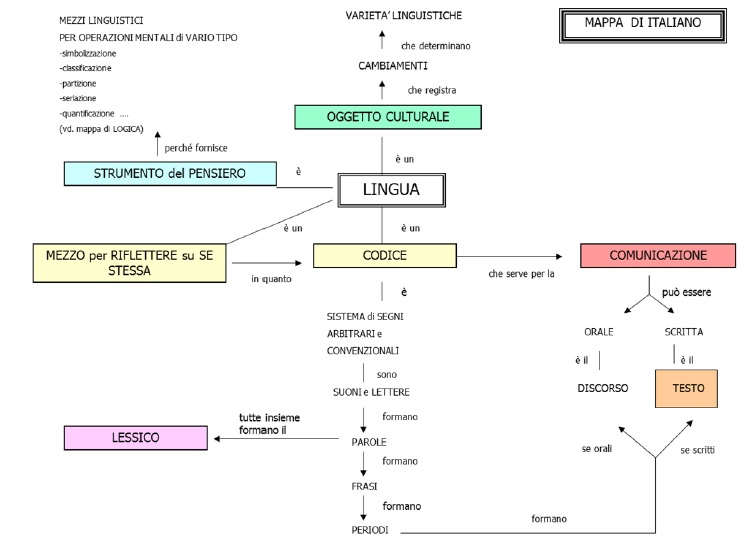 MEZZI LINGUISTICI
PER OPERAZIONI MENTALI di VARIO TIPO
-simbolizzazione
-classificazione
-partizione
-seriazione
-quantificazione ....
(vd. mappa di LOGICA)
VARIETA' LINGUISTICHE
che determinano
CAMBIAMENTI
che registra
MAPPA DI ITALIANO
OGGETTO CULTURALE
perché fornisce
STRUMENTO del PENSIERO
è
è un
LINGUA
è un
è un
MEZZO per RIFLETTERE su SE
STESSA
in quanto
CODICE
che serve per la
COMUNICAZIONE
può essere
è
SISTEMA di SEGNI
ARBITRARI e
CONVENZIONALI
ORALE
SCRITTA
è il
è il
sono
SUONI e LETTERE
DISCORSO
TESTO
formano
tutte insieme
formano il
LESSICO
PAROLE
se orali
se scritti
formano
FRASI
formano
PERIODI
formano